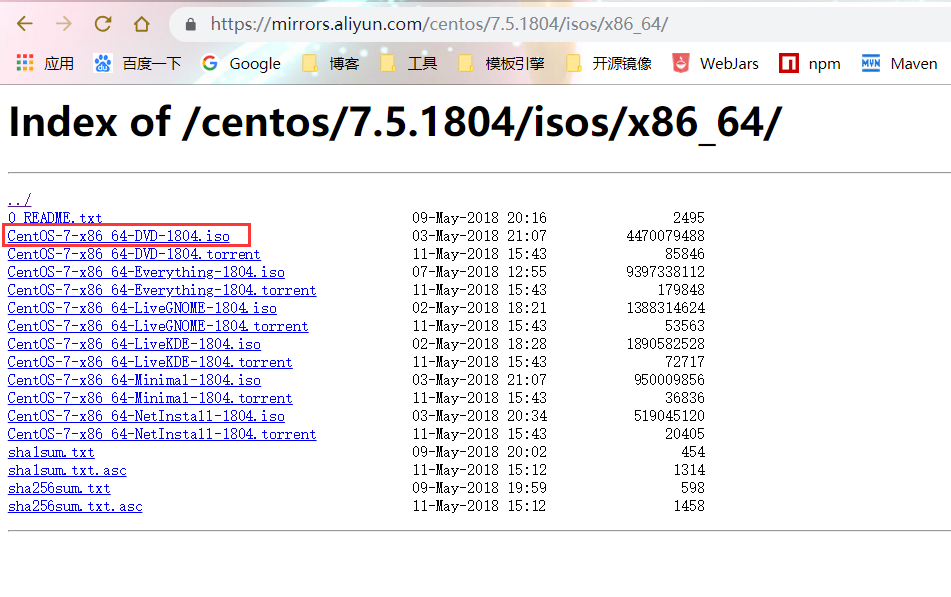 https://mirrors.aliyun.com/centos/7.5.1804/isos/x86_64/
应用 百度一下 Google 博客 工具 模板引擎 开源镜像 WebJars npm Maven
Index of /centos/7.5.1804/isos/x86_64/
../
0_README.txt 09-May-2018 20:16 2495
CentOS-7-x86_64-DVD-1804.iso 03-May-2018 21:07 4470079488
CentOS-7-x86_64-DVD-1804.torrent 11-May-2018 15:43 85846
CentOS-7-x86_64-Everything-1804.iso 07-May-2018 12:55 9397338112
CentOS-7-x86_64-Everything-1804.torrent 11-May-2018 15:43 179848
CentOS-7-x86_64-LiveGNOME-1804.iso 02-May-2018 18:21 1388314624
CentOS-7-x86_64-LiveGNOME-1804.torrent 11-May-2018 15:43 53563
CentOS-7-x86_64-LiveKDE-1804.iso 02-May-2018 18:28 1890582528
CentOS-7-x86_64-LiveKDE-1804.torrent 11-May-2018 15:43 72717
CentOS-7-x86_64-Minimal-1804.iso 03-May-2018 21:07 950009856
CentOS-7-x86_64-Minimal-1804.torrent 11-May-2018 15:43 36836
CentOS-7-x86_64-NetInstall-1804.iso 03-May-2018 20:34 519045120
CentOS-7-x86_64-NetInstall-1804.torrent 11-May-2018 15:43 20405
sha1sum.txt 09-May-2018 20:02 454
sha1sum.txt.asc 11-May-2018 15:12 1314
sha256sum.txt 09-May-2018 19:59 598
sha256sum.txt.asc 11-May-2018 15:12 1458